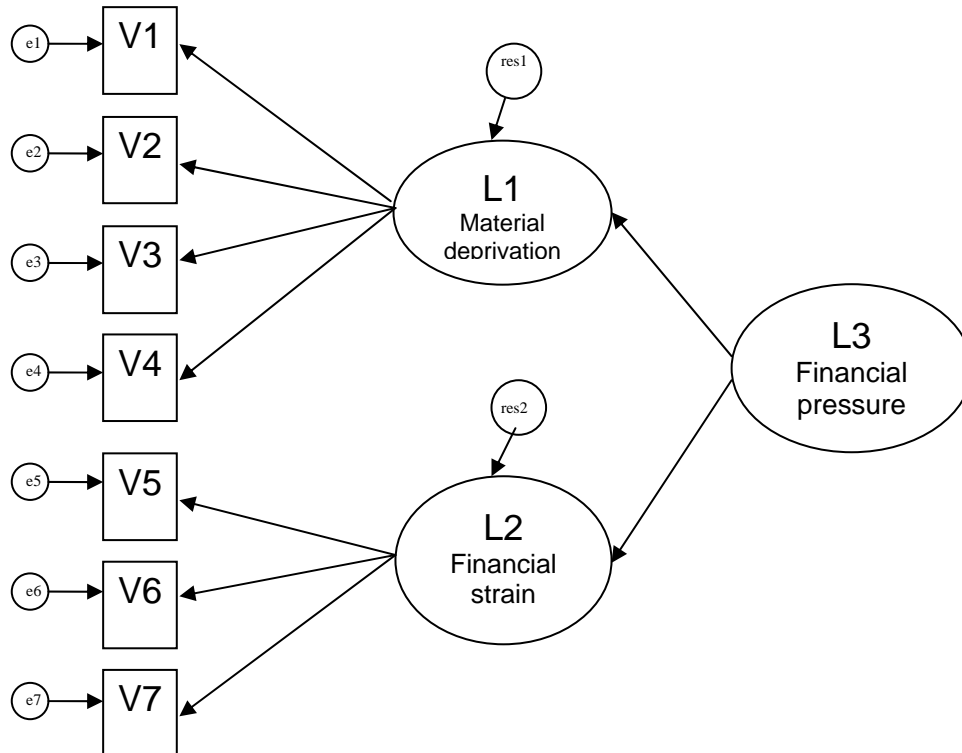 e1
V1
res1
e2
V2
L1
Material
deprivation
e3
V3
L3
Financial
pressure
e4
V4
res2
e5
V5
L2
Financial
strain
e6
V6
e7
V7